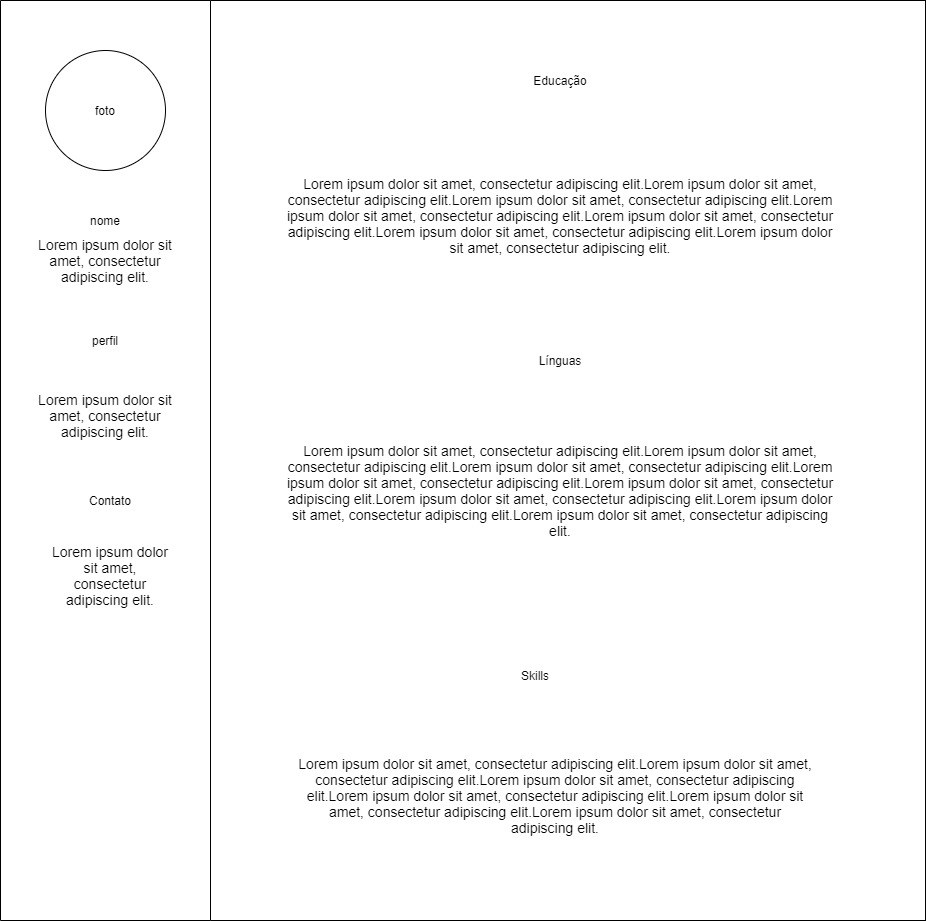 foto
nome
Lorem ipsum dolor sit
amet, consectetur
adipiscing elit.
perfil
Lorem ipsum dolor sit
amet, consectetur
adipiscing elit.
Contato
Lorem ipsum dolor
sit amet,
consectetur
adipiscing elit.
Educação
Lorem ipsum dolor sit amet, consectetur adipiscing elit.Lorem ipsum dolor sit amet,
consectetur adipiscing elit.Lorem ipsum dolor sit amet, consectetur adipiscing elit.Lorem
ipsum dolor sit amet, consectetur adipiscing elit.Lorem ipsum dolor sit amet, consectetur
adipiscing elit.Lorem ipsum dolor sit amet, consectetur adipiscing elit.Lorem ipsum dolor
sit amet, consectetur adipiscing elit.
Línguas
Lorem ipsum dolor sit amet, consectetur adipiscing elit.Lorem ipsum dolor sit amet,
consectetur adipiscing elit.Lorem ipsum dolor sit amet, consectetur adipiscing elit.Lorem
ipsum dolor sit amet, consectetur adipiscing elit.Lorem ipsum dolor sit amet, consectetur
adipiscing elit.Lorem ipsum dolor sit amet, consectetur adipiscing elit.Lorem ipsum dolor
sit amet, consectetur adipiscing elit.Lorem ipsum dolor sit amet, consectetur adipiscing
elit.
Skills
Lorem ipsum dolor sit amet, consectetur adipiscing elit.Lorem ipsum dolor sit amet,
consectetur adipiscing elit.Lorem ipsum dolor sit amet, consectetur adipiscing
elit.Lorem ipsum dolor sit amet, consectetur adipiscing elit.Lorem ipsum dolor sit
amet, consectetur adipiscing elit.Lorem ipsum dolor sit amet, consectetur
adipiscing elit.